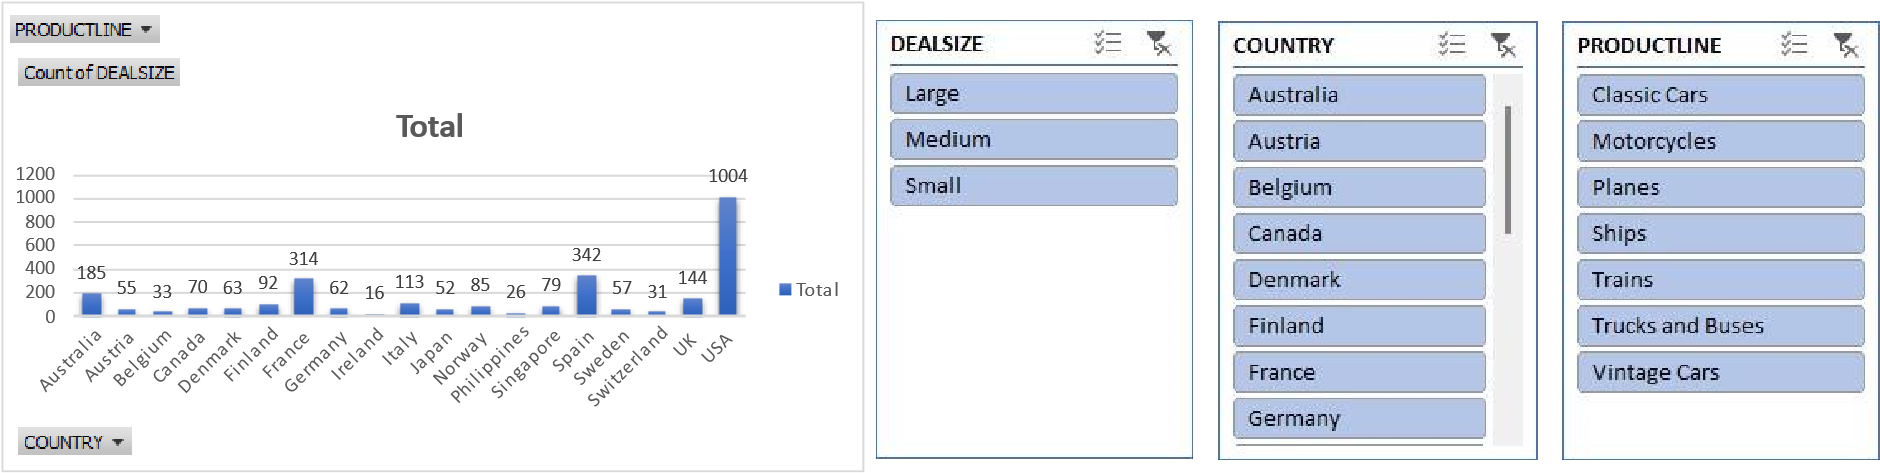 PRODUCTLINE
Count of DEALSIZE
Total
1200
1000
800
600
400
200
0
185
55
33
70
63
92
314
62
16
113
52
85
26
79
342
57
31
144
1004
Australia
Austria
Belgium
Canada
Denmark
Finland
France
Germany
Ireland
Italy
Japan
Norway
Philippines
Singapore
Spain
Sweden
Switzerland
UK
USA
Total
COUNTRY
DEALSIZE
Large
Medium
Small
COUNTRY
Australia
Austria
Belgium
Canada
Denmark
Finland
France
Germany
PRODUCTLINE
Classic Cars
Motorcycles
Planes
Ships
Trains
Trucks and Buses
Vintage Cars